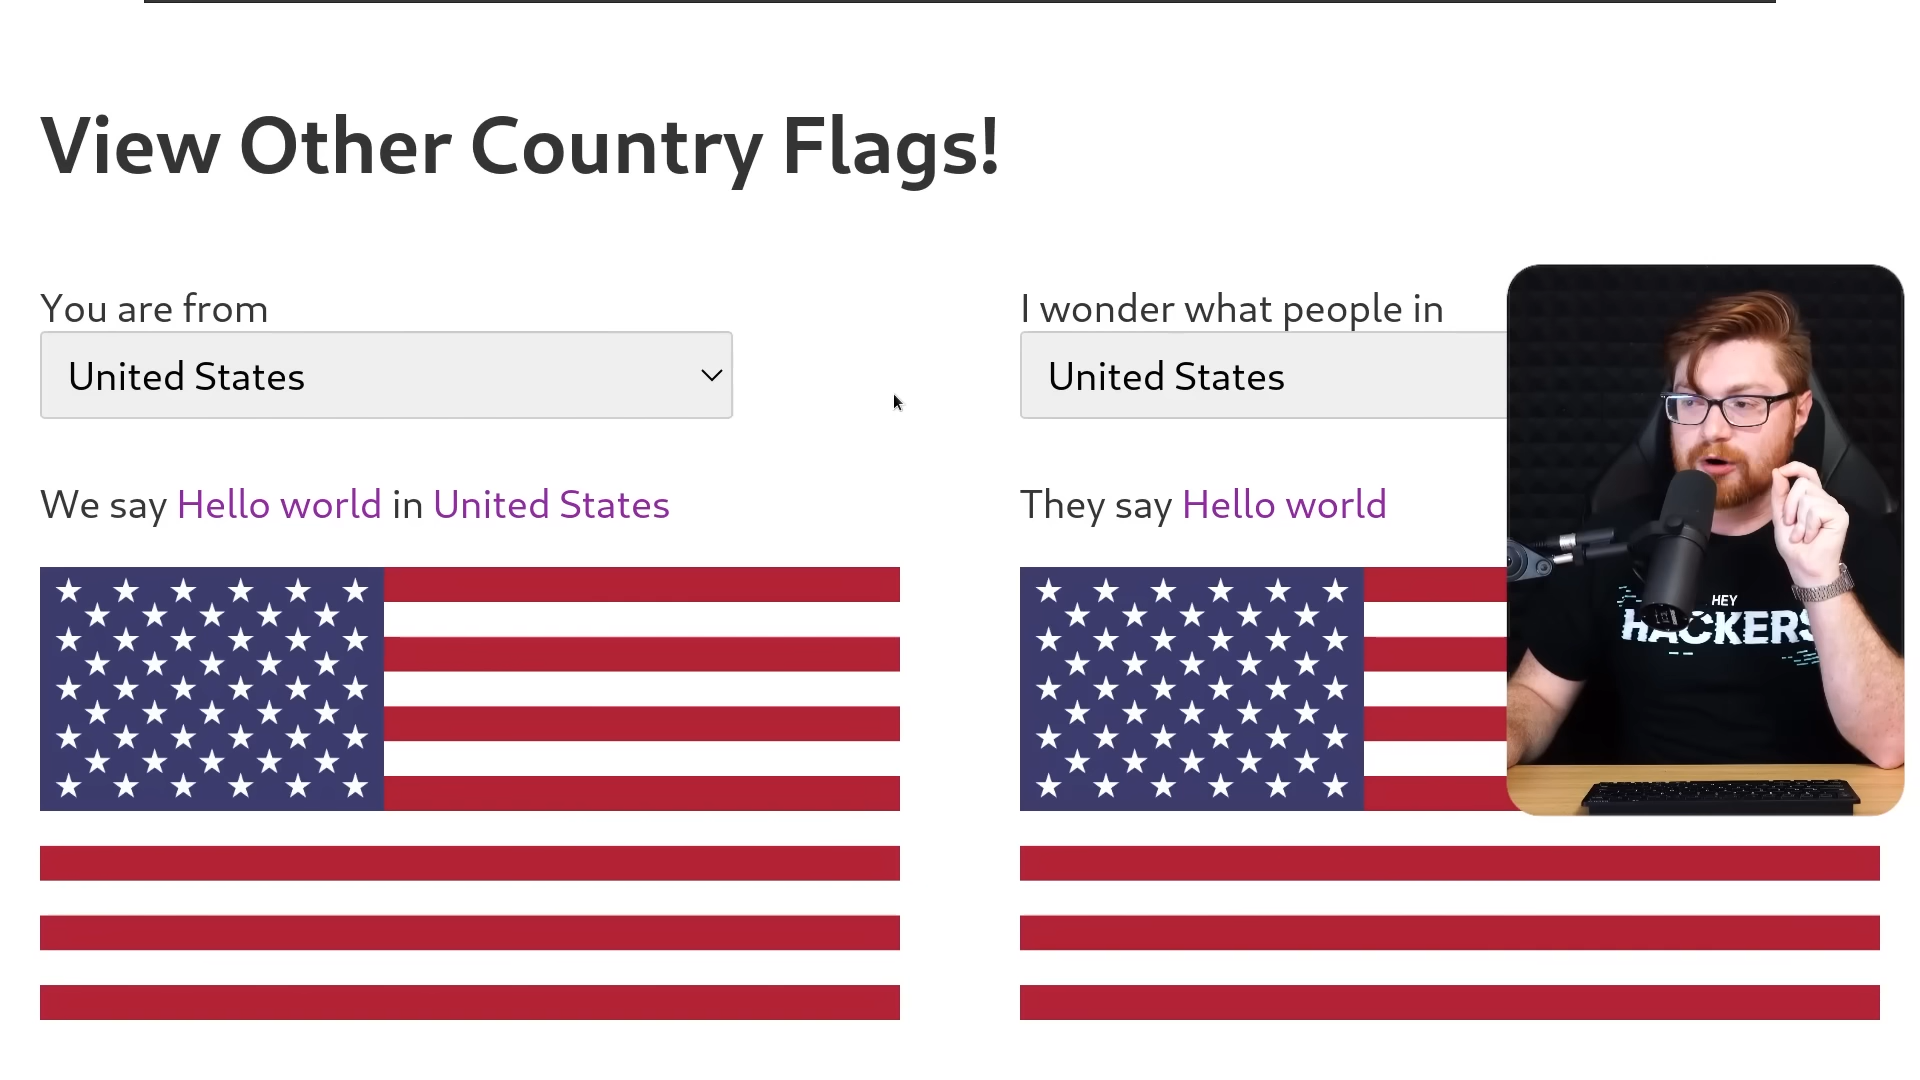 View Other Country Flags!
You are from
United States
We say Hello world in United States
I wonder what people in
United States
They say Hello world
HEY
HACKERS